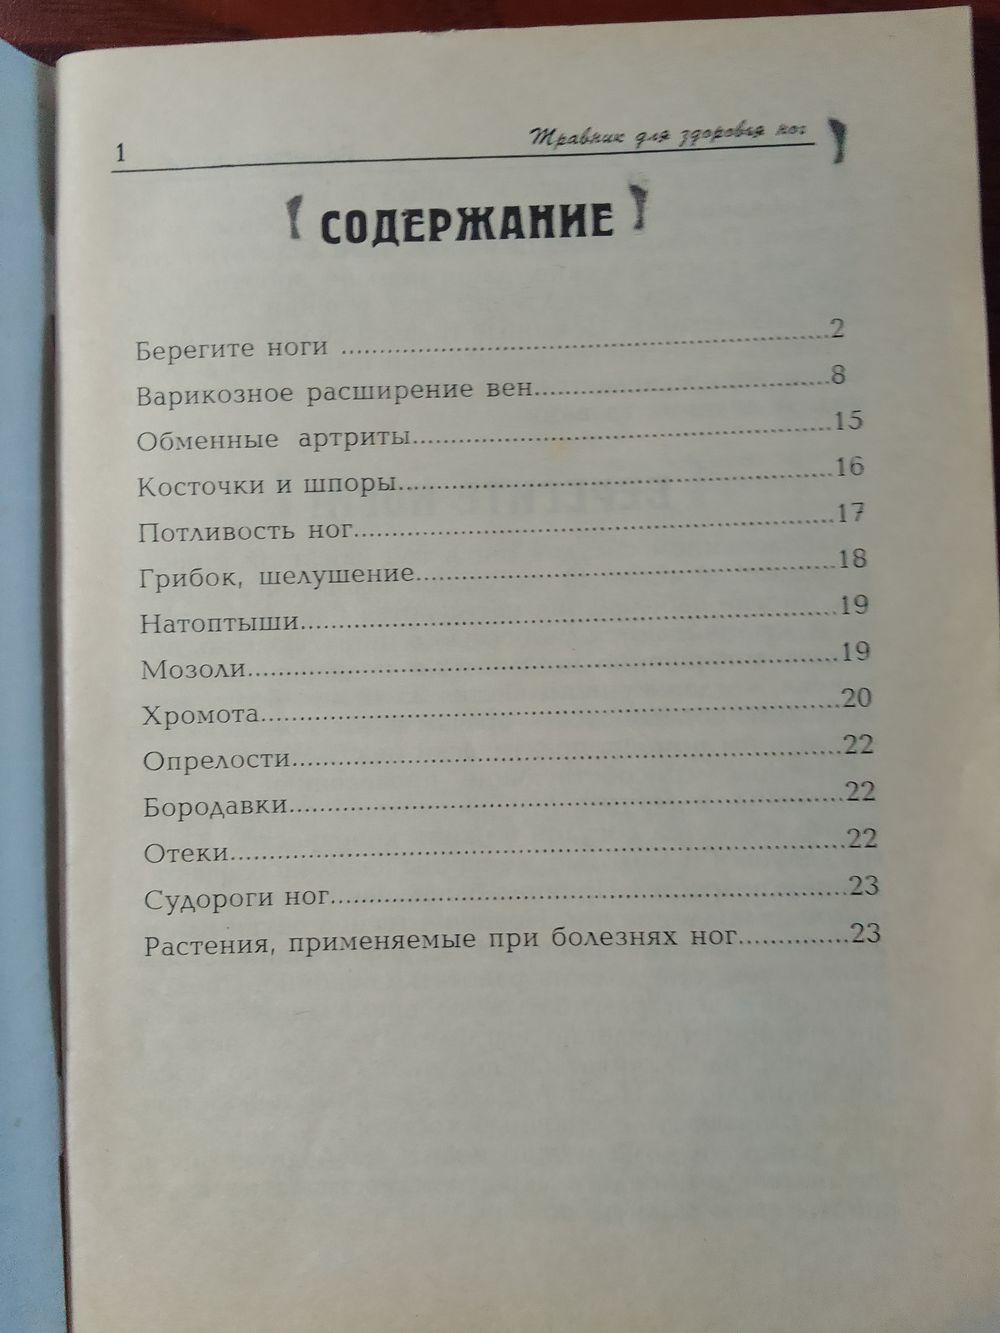 1
Травник для здоровья ног
СОДЕРЖАНИЕ
Берегите ноги ........................................................2
Варикозное расширение вен..................................8
Обменные артриты................................................15
Косточки и шпоры..................................................16
Потливость ног......................................................17
Грибок, шелушение................................................18
Натоптыши............................................................19
Мозоли..................................................................19
Хромота.................................................................20
Опрелости.............................................................22
Бородавки..............................................................22
Отеки.....................................................................22
Судороги ног..........................................................23
Растения, применяемые при болезнях ног..............23